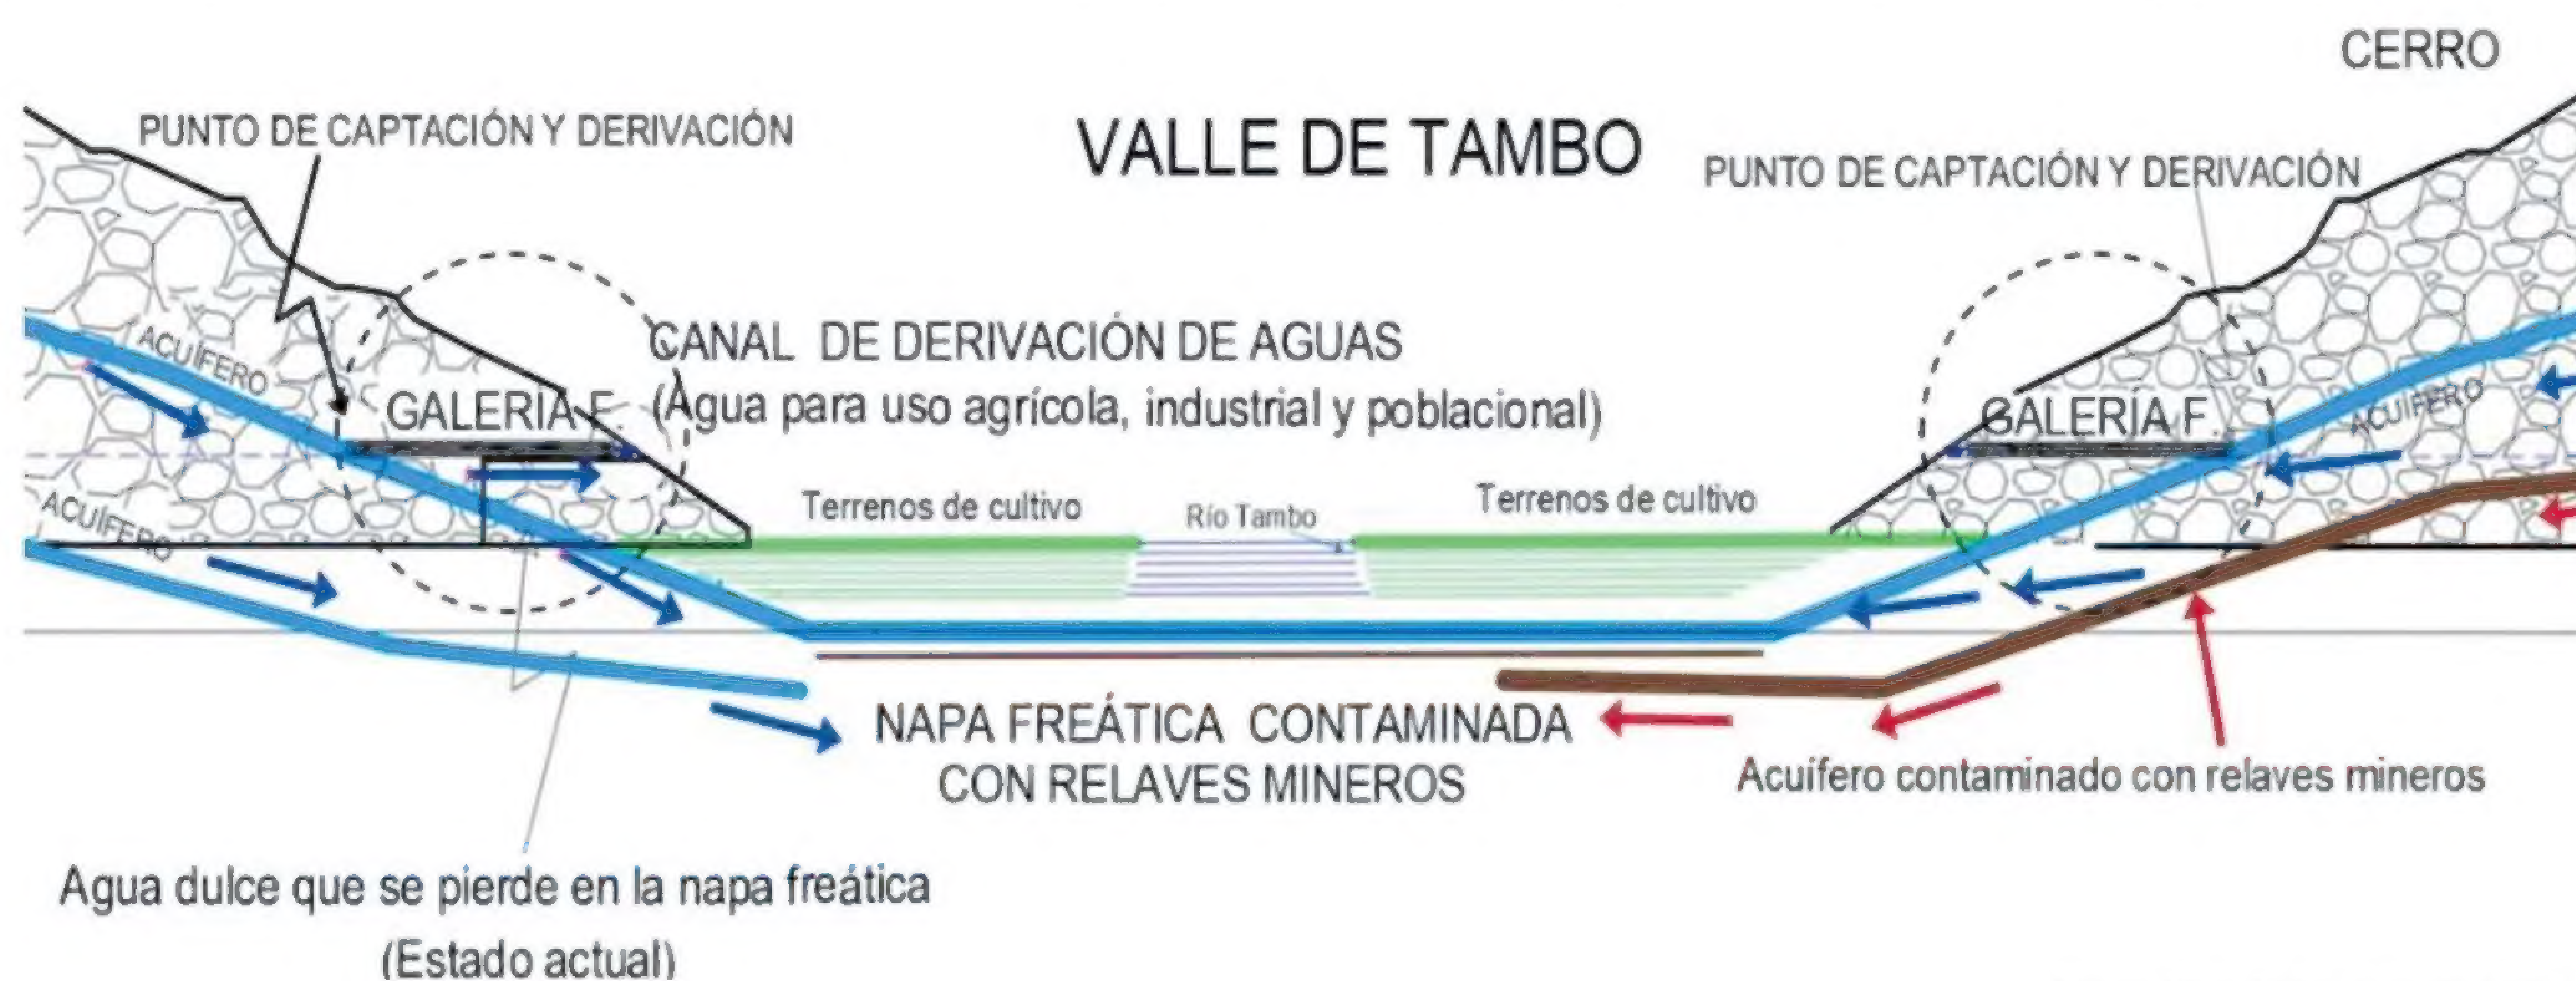 CERRO
PUNTO DE CAPTACIÓN Y DERIVACIÓN
VALLE DE TAMBO
PUNTO DE CAPTACIÓN Y DERIVACIÓN
ACUÍFERO
GALERÍA F.
CANAL DE DERIVACIÓN DE AGUAS
(Agua para uso agrícola, industrial y poblacional)
GALERÍA F.
ACUÍFERO
ACUÍFERO
Terrenos de cultivo
Río Tambo
Terrenos de cultivo
NAPA FREÁTICA CONTAMINADA
CON RELAVES MINEROS
Acuífero contaminado con relaves mineros
Agua dulce que se pierde en la napa freática
(Estado actual)